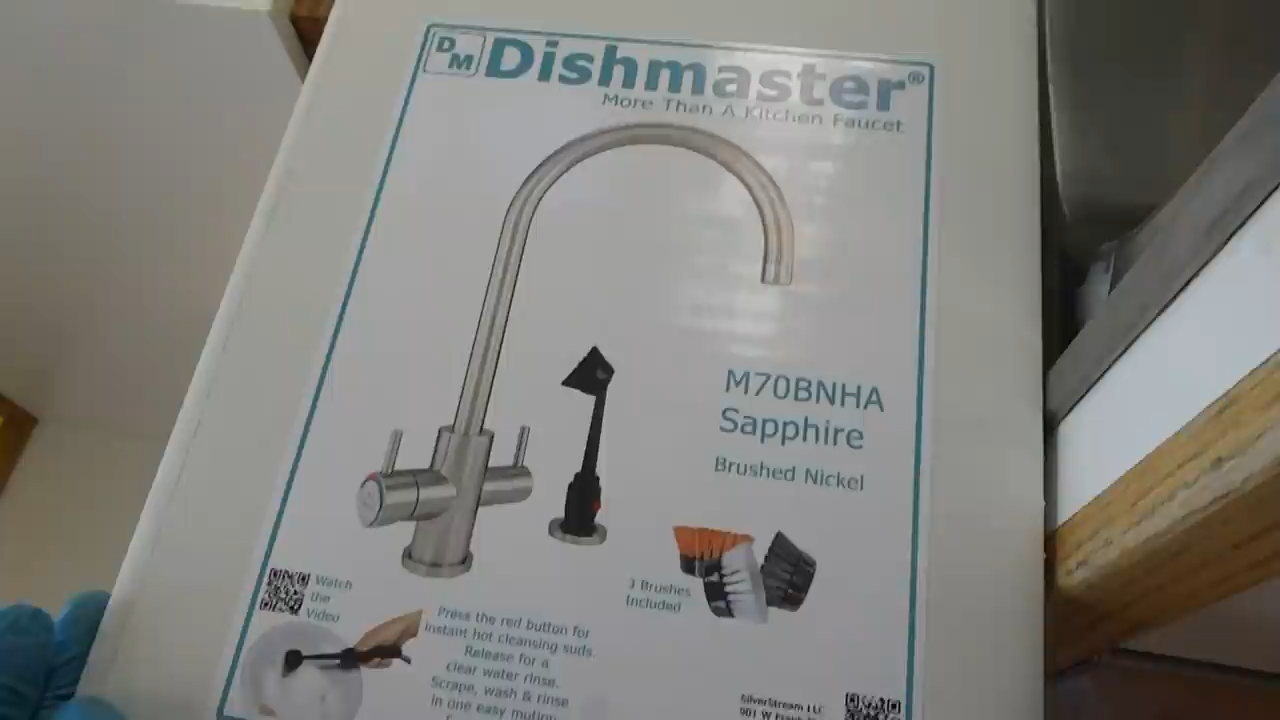 DM Dishmaster®
More Than A Kitchen Faucet
M70BNHA
Sapphire
Brushed Nickel
3 Brushes
Included
Watch
the
Video
Press the red button for
instant hot cleansing suds.
Release for a
clear water rinse.
Scrape, wash & rinse
in one easy motion
SilverStream LLC
901 W